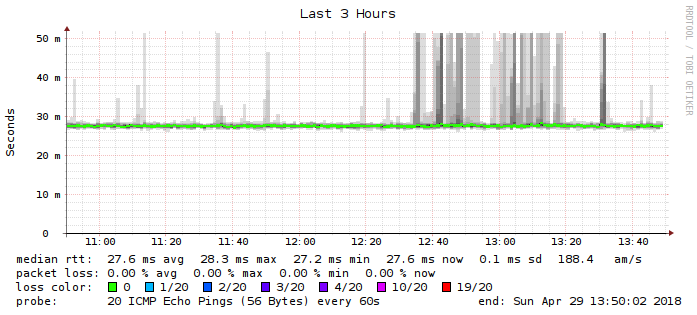 Last 3 Hours
RRDTOOL / TOBI OETIKER
Seconds
50 m
40 m
30 m
20 m
10 m
0
11:00 11:20 11:40 12:00 12:20 12:40 13:00 13:20 13:40
median rtt: 27.6 ms avg 28.3 ms max 27.2 ms min 27.6 ms now 0.1 ms sd 188.4 am/s
packet loss: 0.00 % avg 0.00 % max 0.00 % min 0.00 % now
loss color: 0 1/20 2/20 3/20 4/20 10/20 19/20
probe: 20 ICMP Echo Pings (56 Bytes) every 60s end: Sun Apr 29 13:50:02 2018